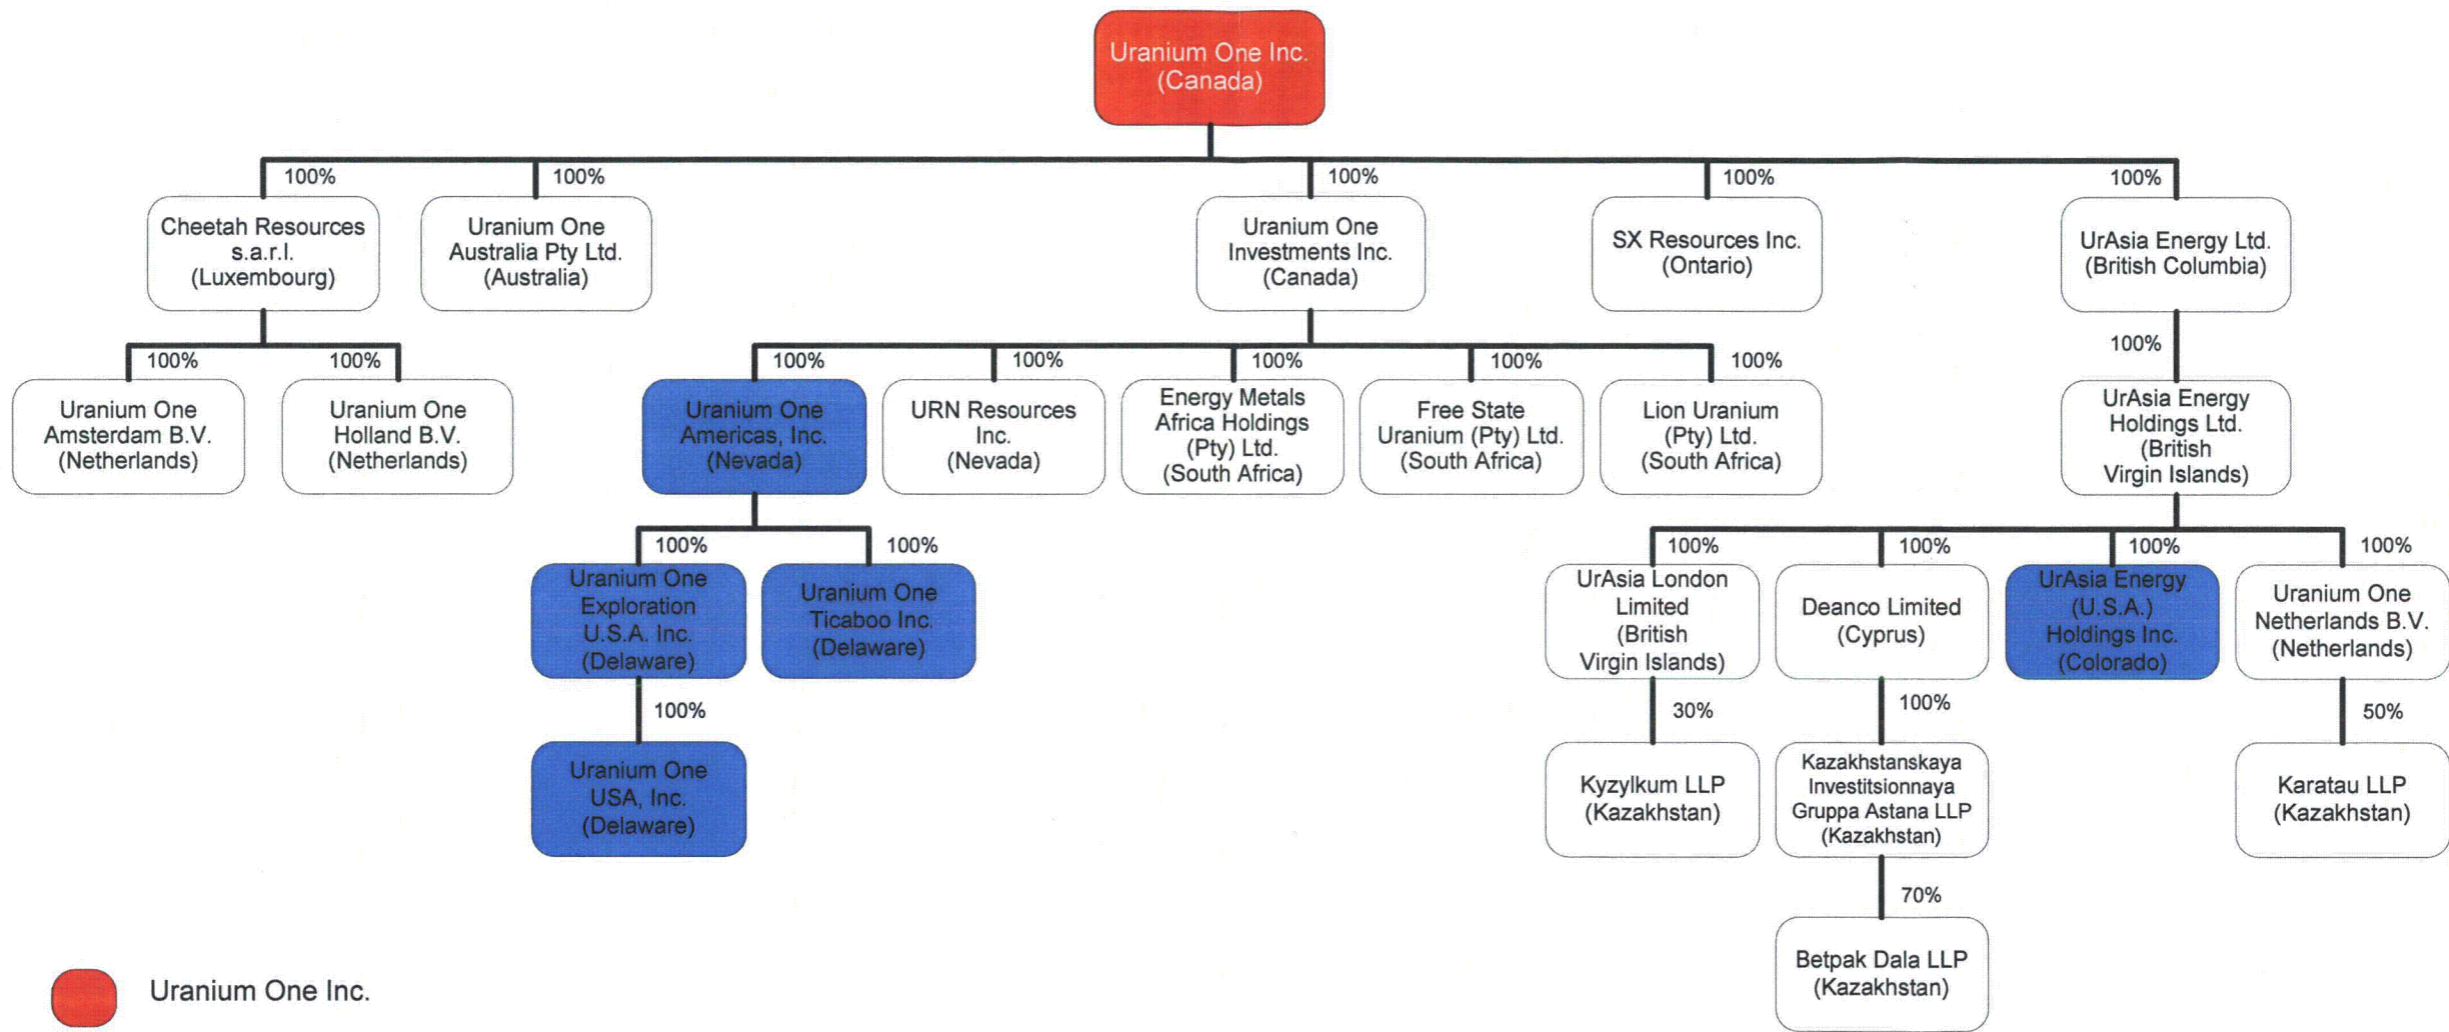 Uranium One Inc.
(Canada)
100%
100%
100%
100%
100%
Cheetah Resources
s.a.r.l.
(Luxembourg)
Uranium One
Australia Pty Ltd.
(Australia)
Uranium One
Investments Inc.
(Canada)
SX Resources Inc.
(Ontario)
UrAsia Energy Ltd.
(British Columbia)
100%
100%
100%
100%
100%
100%
100%
100%
Uranium One
Amsterdam B.V.
(Netherlands)
Uranium One
Holland B.V.
(Netherlands)
Uranium One
Americas, Inc.
(Nevada)
URN Resources
Inc.
(Nevada)
Energy Metals
Africa Holdings
(Pty) Ltd.
(South Africa)
Free State
Uranium (Pty) Ltd.
(South Africa)
Lion Uranium
(Pty) Ltd.
(South Africa)
UrAsia Energy
Holdings Ltd.
(British
Virgin Islands)
100%
100%
100%
100%
100%
100%
Uranium One
Exploration
U.S.A. Inc.
(Delaware)
Uranium One
Ticaboo Inc.
(Delaware)
UrAsia London
Limited
(British
Virgin Islands)
Deanco Limited
(Cyprus)
UrAsia Energy
(U.S.A.)
Holdings Inc.
(Colorado)
Uranium One
Netherlands B.V.
(Netherlands)
100%
30%
100%
50%
Uranium One
USA, Inc.
(Delaware)
Kyzylkum LLP
(Kazakhstan)
Kazakhstanskaya
Investitsionnaya
Gruppa Astana LLP
(Kazakhstan)
Karatau LLP
(Kazakhstan)
70%
Betpak Dala LLP
(Kazakhstan)
Uranium One Inc.